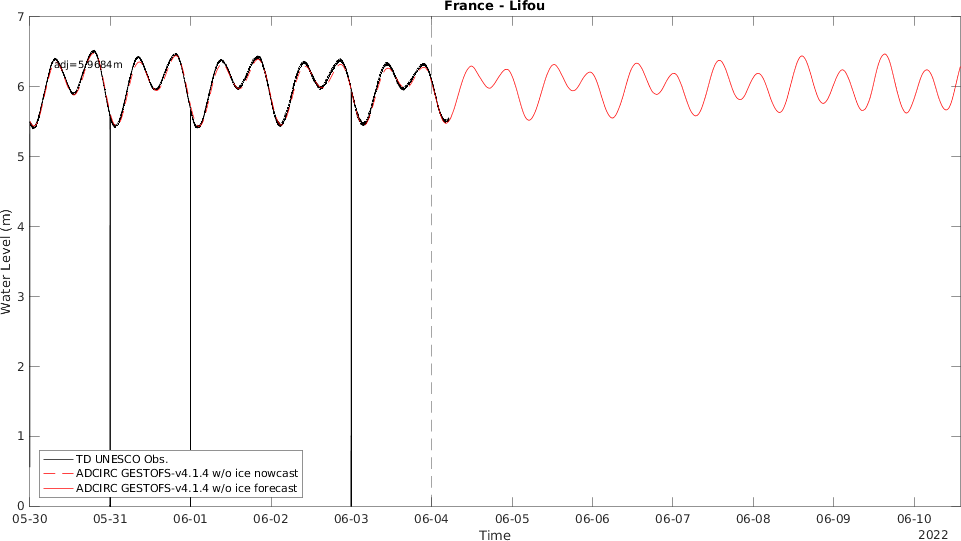 France - Lifou
7
adj=5.9684m
6
5
4
3
2
1
0
Water Level (m)
TD UNESCO Obs.
ADCIRC GESTOFS-v4.1.4 w/o ice nowcast
ADCIRC GESTOFS-v4.1.4 w/o ice forecast
05-30 05-31 06-01 06-02 06-03 06-04 06-05 06-06 06-07 06-08 06-09 06-10
Time
2022